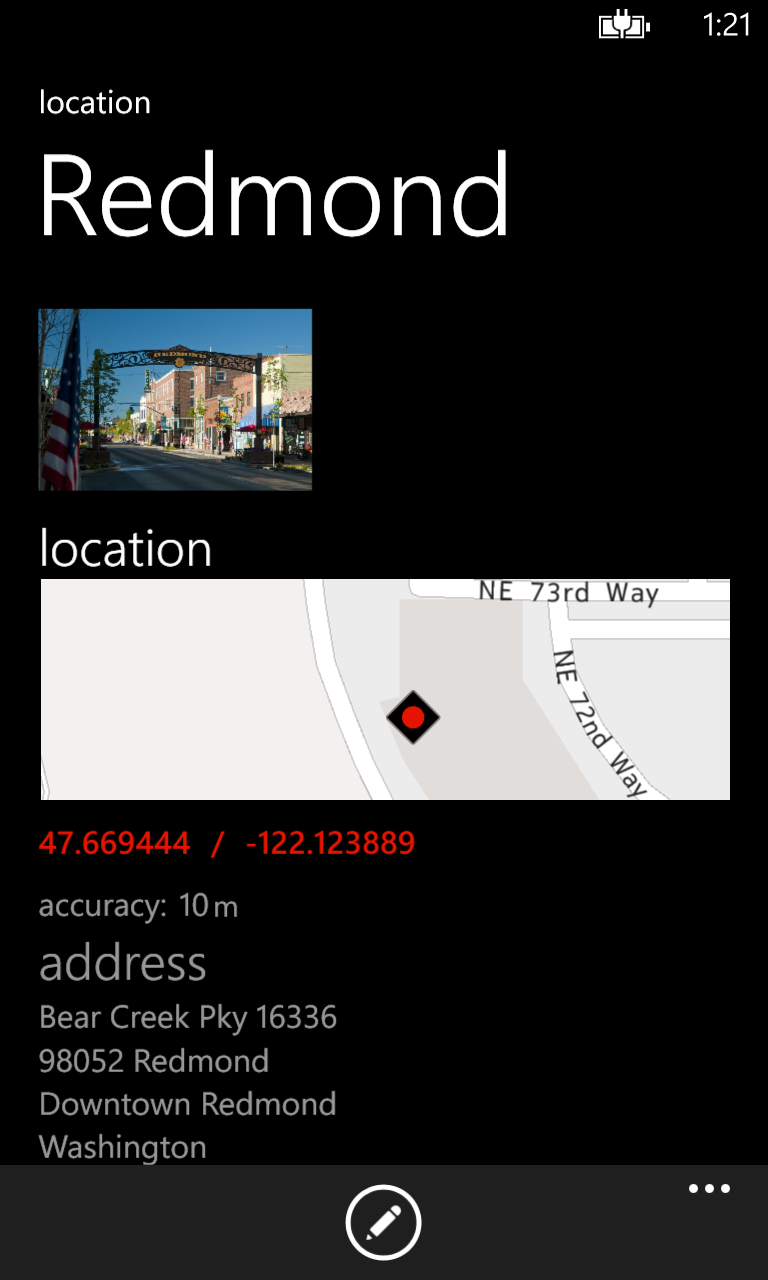 1:21
location
Redmond
REDMOND
location
NE 73rd Way
NE 72nd Way
47.669444 / -122.123889
accuracy: 10 m
address
Bear Creek Pky 16336
98052 Redmond
Downtown Redmond
Washington